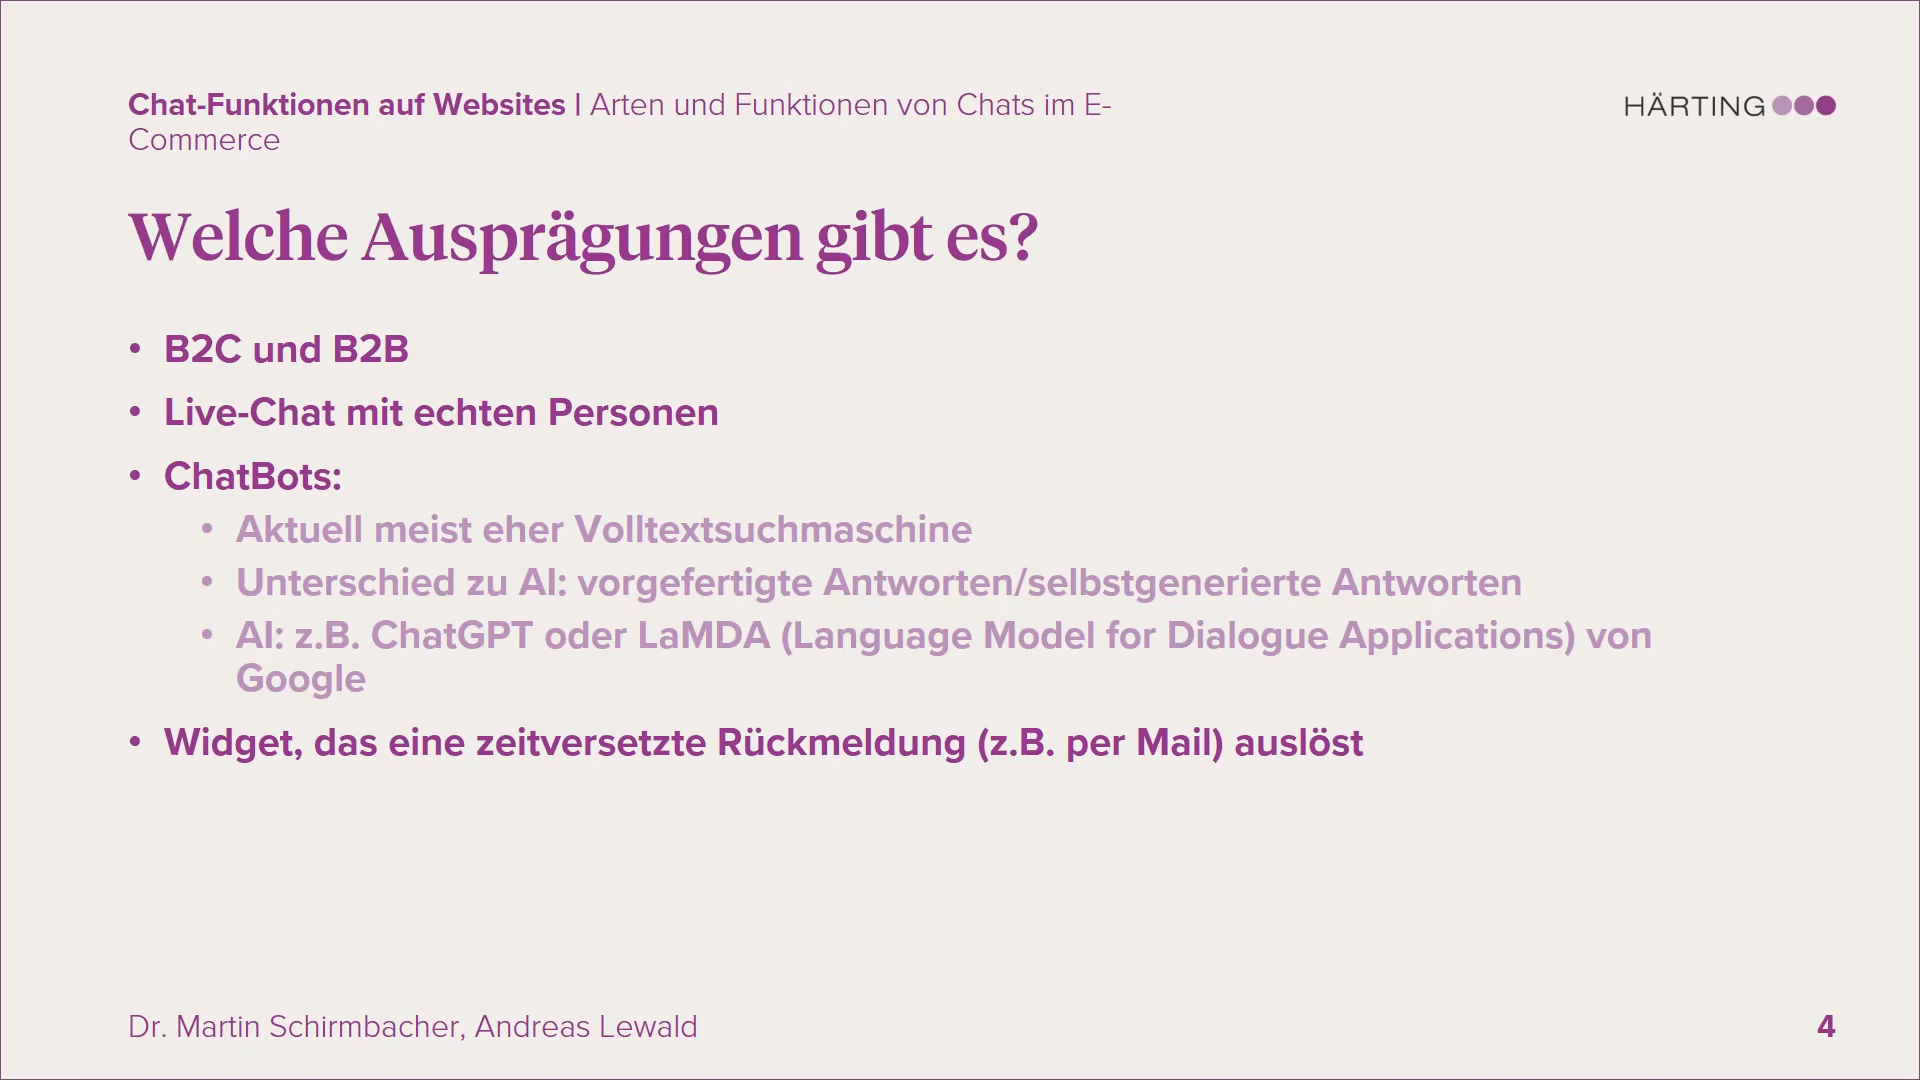 Chat-Funktionen auf Websites | Arten und Funktionen von Chats im E-
Commerce
HÄRTING
Welche Ausprägungen gibt es?
• B2C und B2B
• Live-Chat mit echten Personen
• ChatBots:
• Aktuell meist eher Volltextsuchmaschine
• Unterschied zu AI: vorgefertigte Antworten/selbstgenerierte Antworten
• AI: z.B. ChatGPT oder LaMDA (Language Model for Dialogue Applications) von
Google
• Widget, das eine zeitversetzte Rückmeldung (z.B. per Mail) auslöst
Dr. Martin Schirmbacher, Andreas Lewald
4